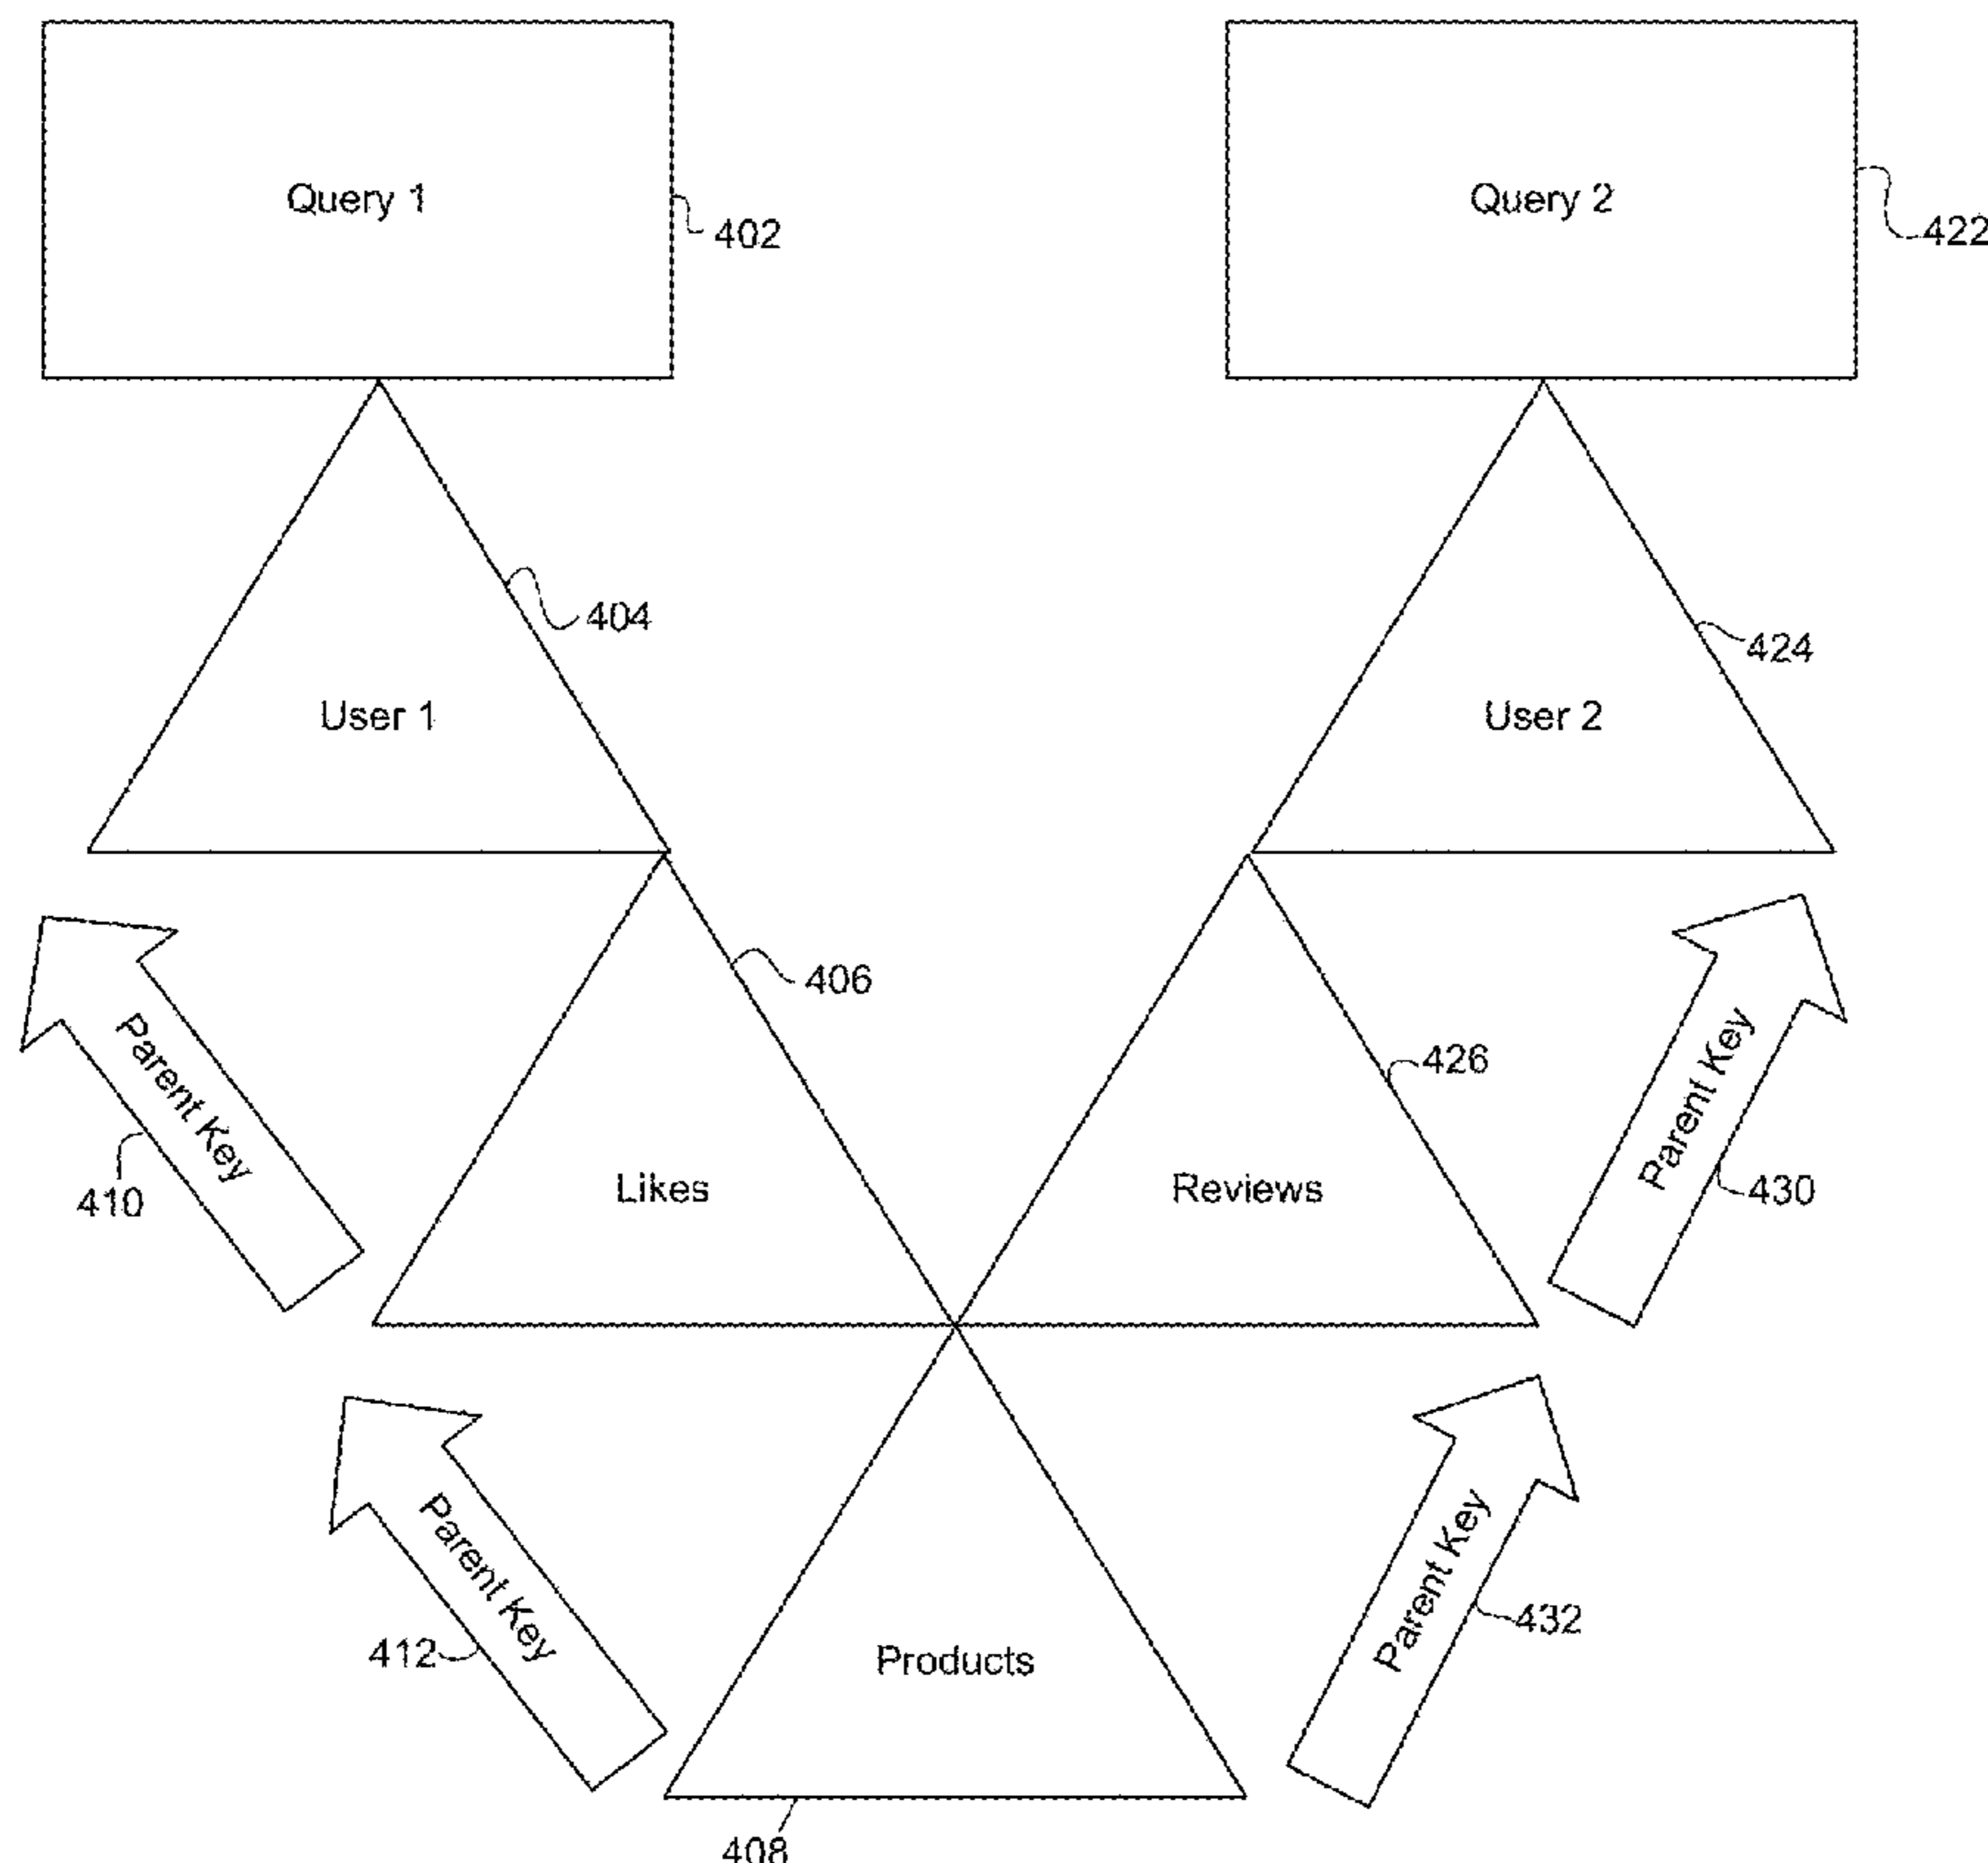 Query 1
402
Query 2
422
404
User 1
424
User 2
406
426
Parent Key
410
Likes
Reviews
Parent Key
430
Parent Key
412
Products
Parent Key
432
408